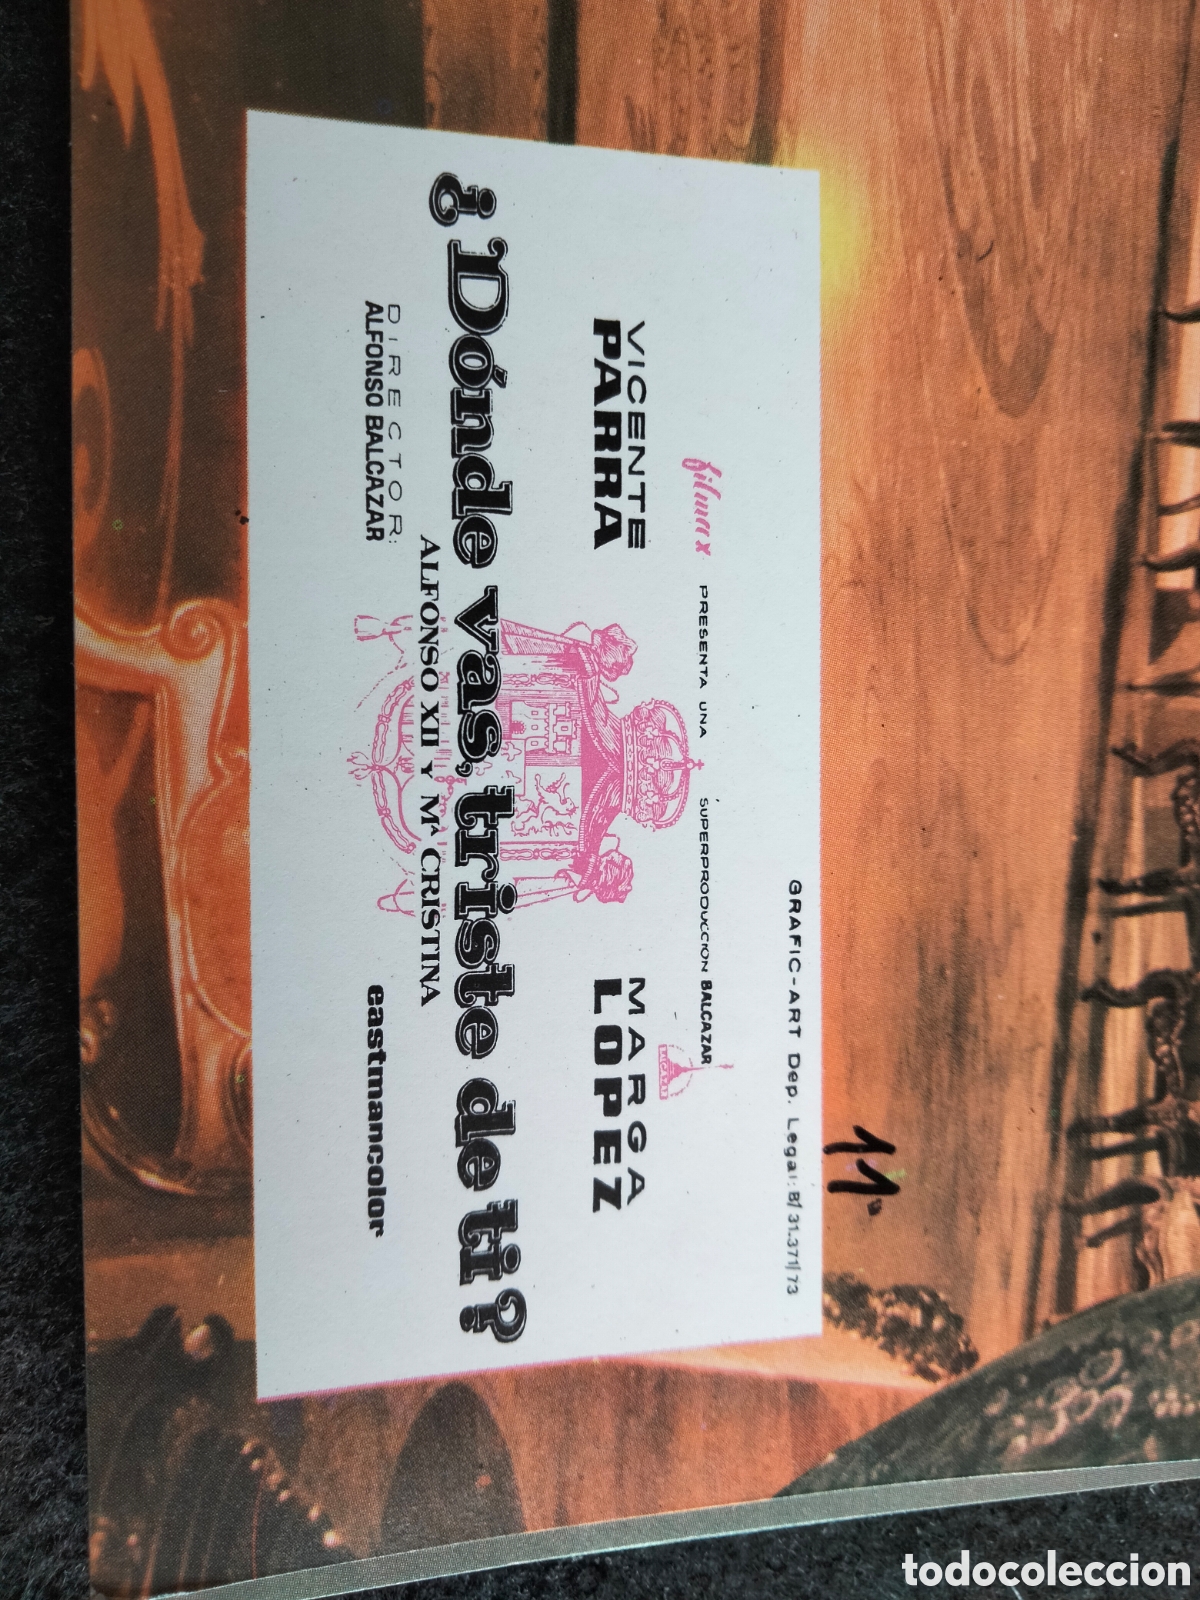 GRAFIC-ART Dep. Legal: B/ 31.371/73
filmax PRESENTA UNA SUPERPRODUCCION BALCAZAR
BALCAZAR
VICENTE PARRA
MARGA LOPEZ
¿Dónde vas, triste de ti?
ALFONSO XII Y Mª CRISTINA
DIRECTOR:
ALFONSO BALCAZAR
eastmancolor
11.
todocoleccion